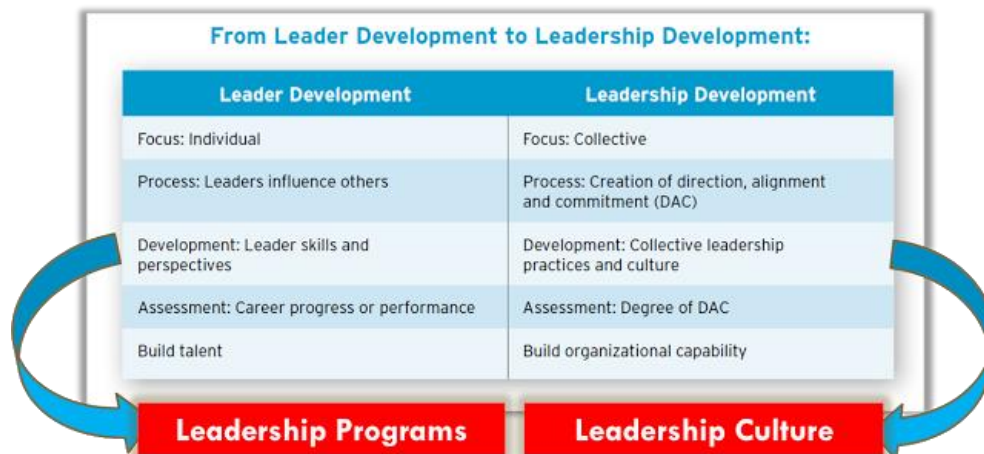 From Leader Development to Leadership Development:
Leader Development
Leadership Development
Focus: Individual
Focus: Collective
Process: Leaders influence others
Process: Creation of direction, alignment
and commitment (DAC)
Development: Leader skills and
perspectives
Development: Collective leadership
practices and culture
Assessment: Career progress or performance
Assessment: Degree of DAC
Build talent
Build organizational capability
Leadership Programs
Leadership Culture